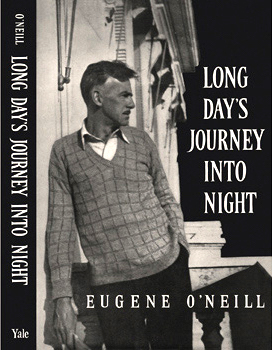 O'NEILL LONG DAY'S JOURNEY INTO NIGHT Yale
LONG
DAY'S
JOURNEY
INTO
NIGHT
EUGENE O'NEILL